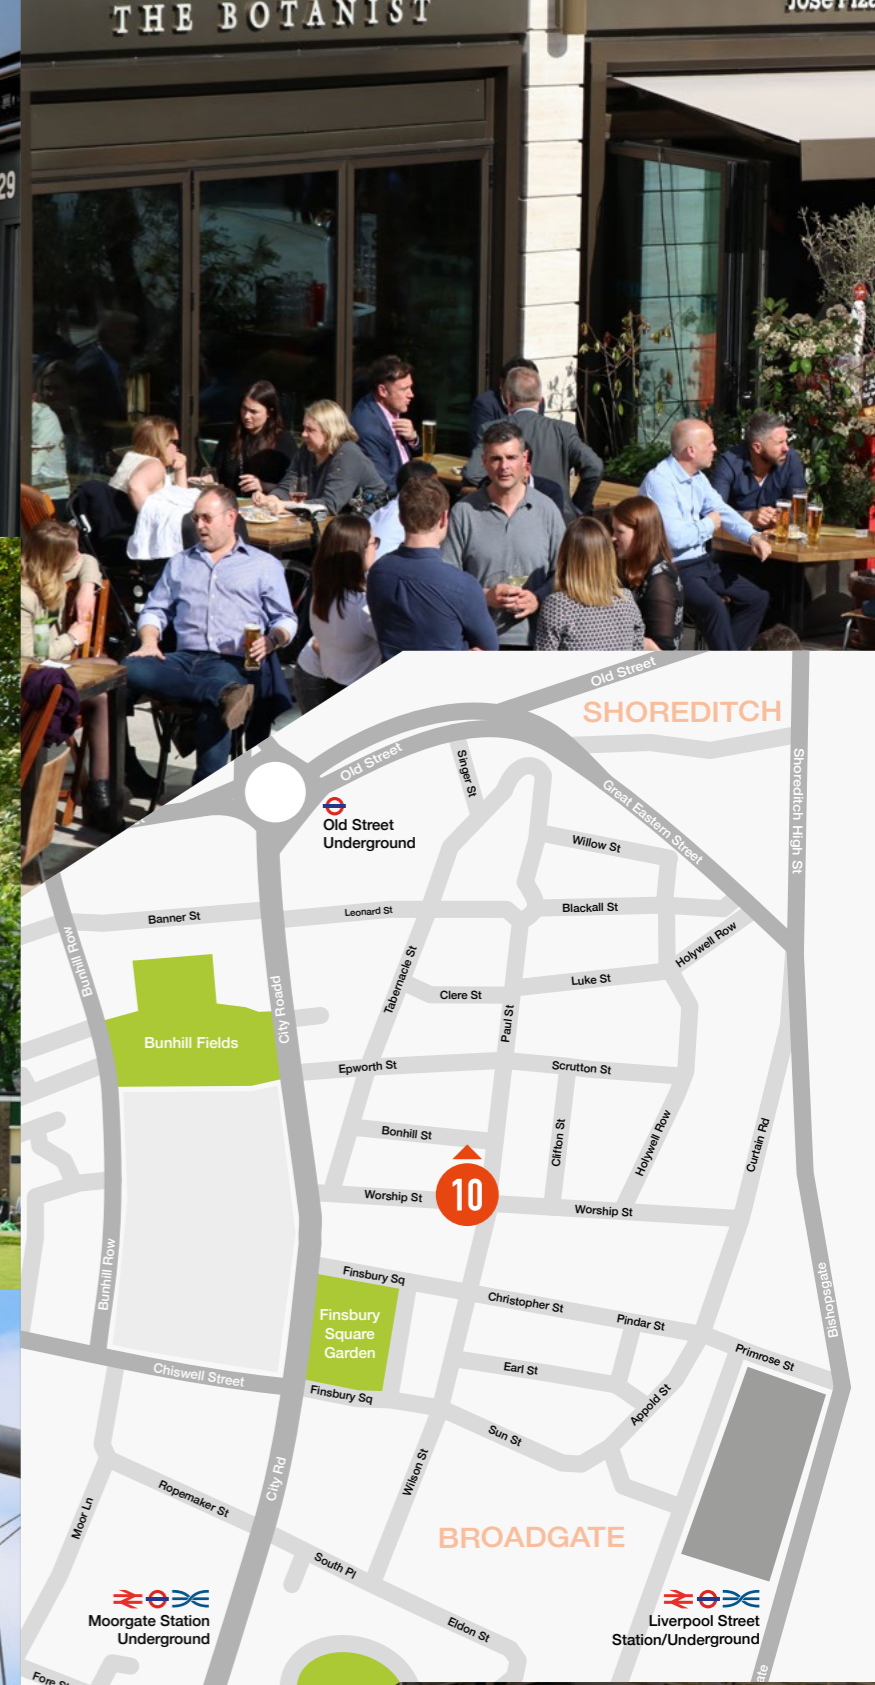 THE BOTANIST
29
Old Street
SHOREDITCH
Old Street
Singer St
Great Eastern Street
Shoreditch High St
Old Street
Underground
Willow St
Banner St
Leonard St
Blackall St
Bunhill Row
Holywell Row
Tabernacle St
City Roadd
Clere St
Luke St
Paul St
Bunhill Fields
Epworth St
Scrutton St
Bonhill St
Clifton St
Holywell Row
Curtain Rd
10
Worship St
Worship St
Bunhill Row
Finsbury Sq
Christopher St
Pindar St
Bishopsgate
Finsbury
Square
Garden
Primrose St
Chiswell Street
Earl St
Finsbury Sq
Appold St
Sun St
City Rd
Wilson St
Ropemaker St
Moor Ln
BROADGATE
South Pl
Moorgate Station
Underground
Eldon St
Liverpool Street
Station/Underground